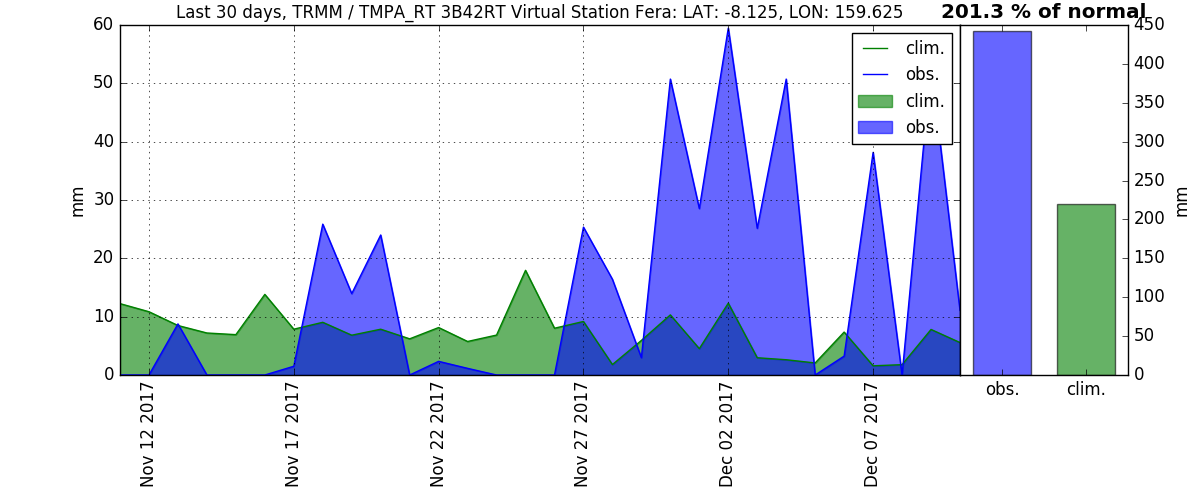 Last 30 days, TRMM / TMPA_RT 3B42RT Virtual Station Fera: LAT: -8.125, LON: 159.625
201.3 % of normal
60
50
40
30
20
10
0
mm
clim.
obs.
clim.
obs.
450
400
350
300
250
200
150
100
50
0
mm
obs.
clim.
Nov 12 2017
Nov 17 2017
Nov 22 2017
Nov 27 2017
Dec 02 2017
Dec 07 2017